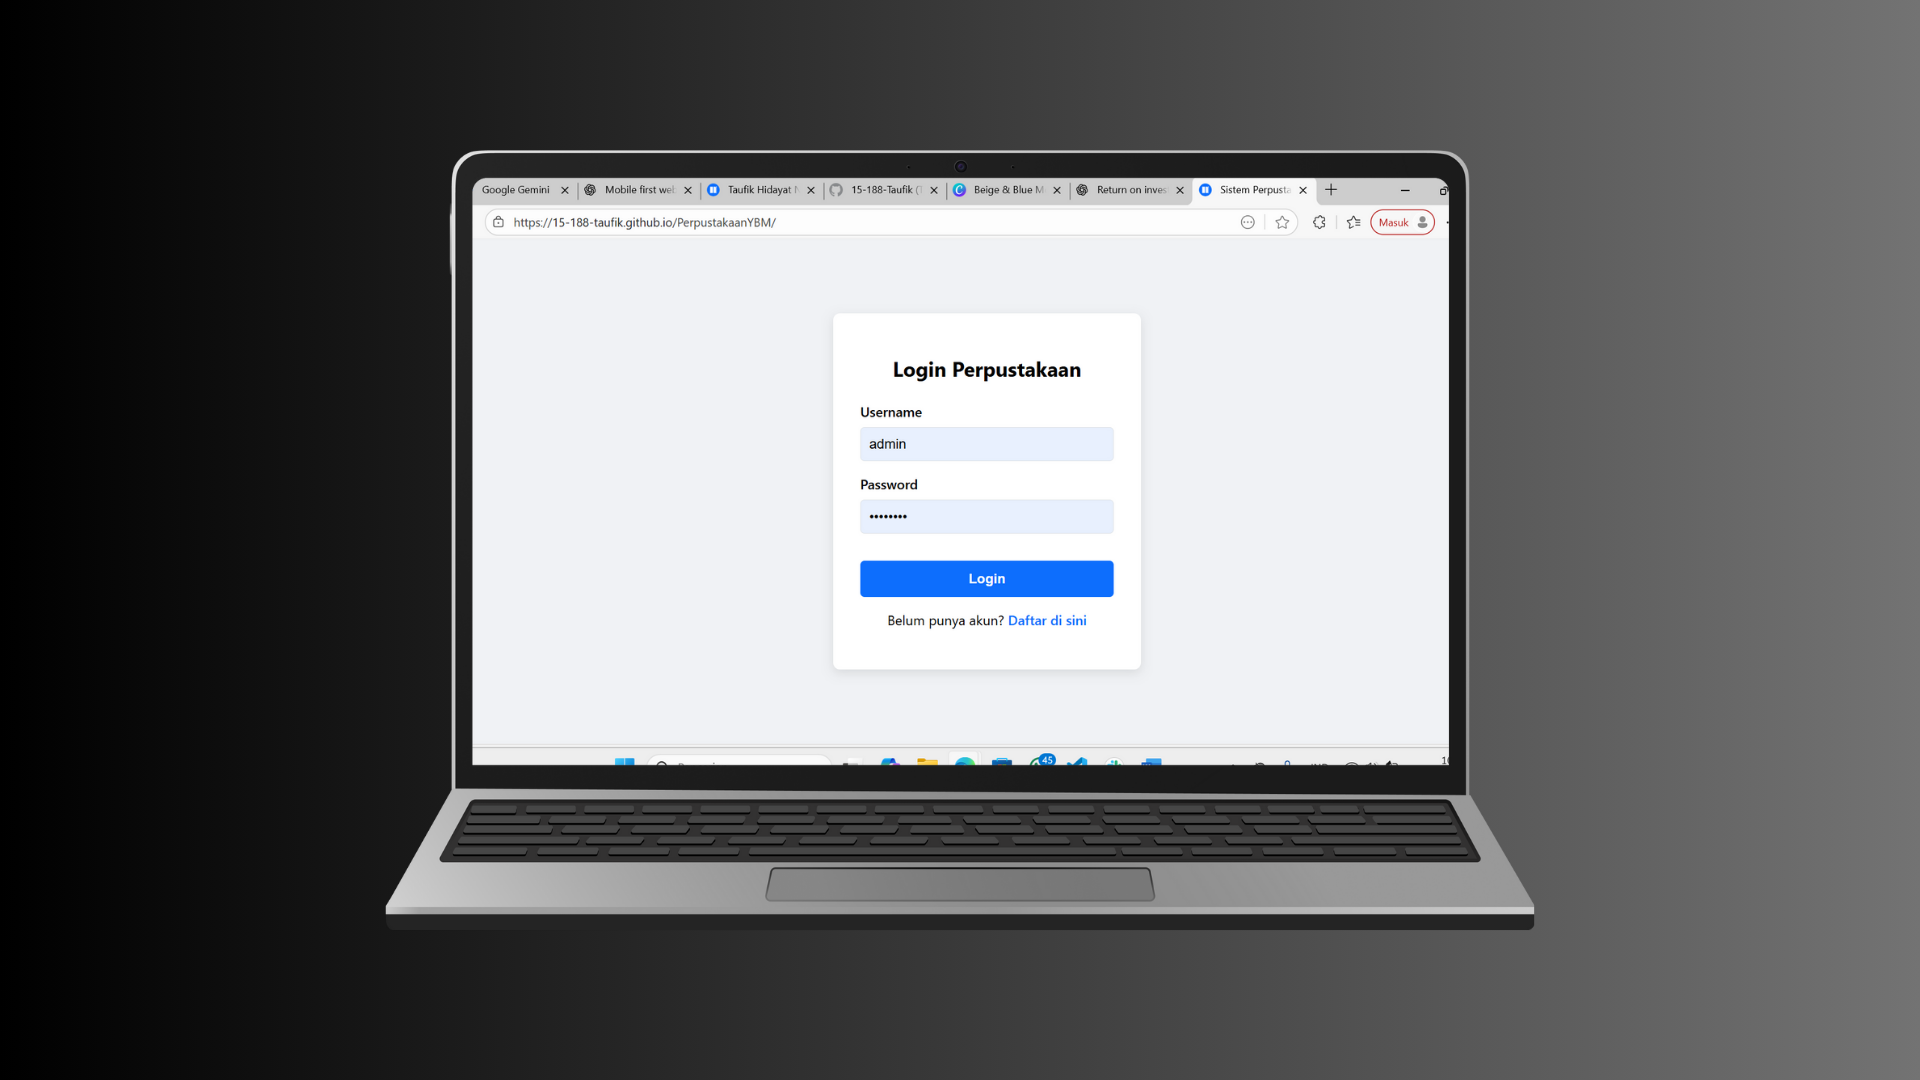 Google Gemini
Mobile first we
Taufik Hidayat
15-188-Taufik (
Beige & Blue M
Return on inves
Sistem Perpusta
https://15-188-taufik.github.io/PerpustakaanYBM/
Masuk
Login Perpustakaan
Username
admin
Password
••••••••
Login
Belum punya akun? Daftar di sini
45